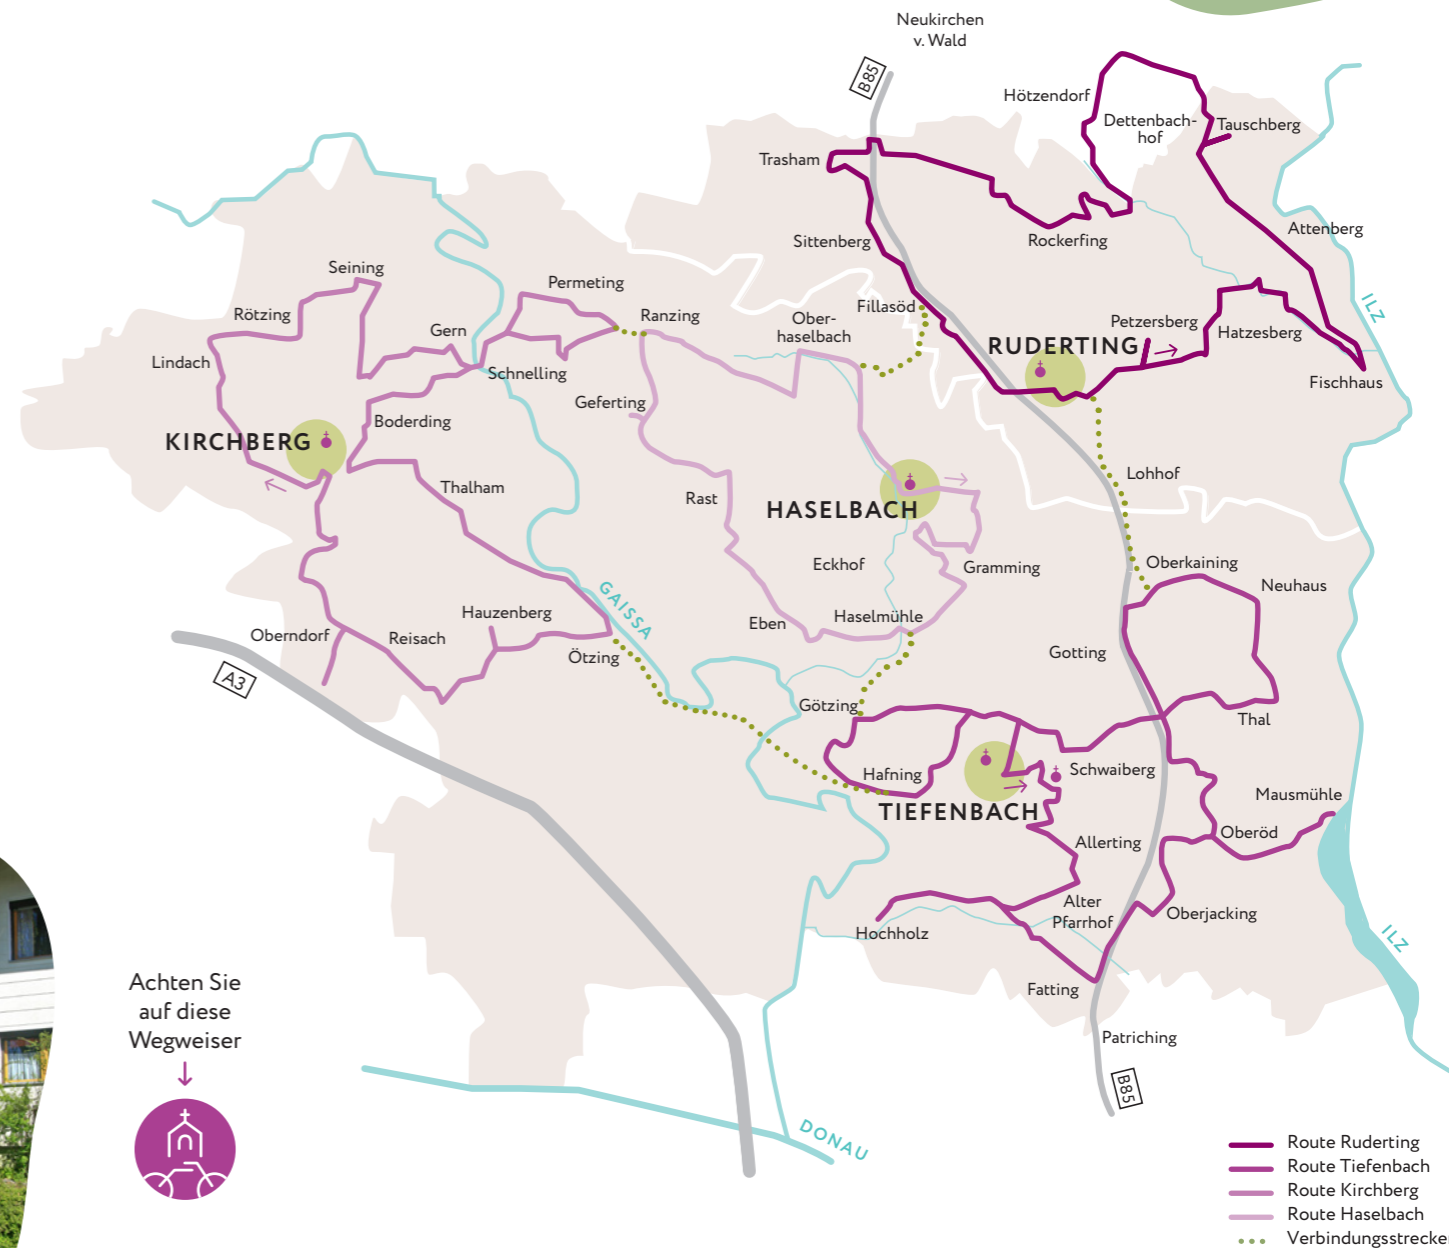 Neukirchen
v. Wald
B85
Hötzendorf
Dettenbach-
hof
Tauschberg
Trasham
Attenberg
Sittenberg
Rockerfing
Seining
Permeting
Fillasöd
ILZ
Rötzing
Ranzing
Ober-
haselbach
Petzersberg
Hatzesberg
Gern
RUDERTING
Lindach
Schnelling
Fischhaus
Geferting
Boderding
KIRCHBERG
Lohhof
Thalham
Rast
HASELBACH
Eckhof
Gramming
Oberkaining
Neuhaus
GAISSA
Hauzenberg
Eben
Haselmühle
Oberndorf
Reisach
Ötzing
Gotting
A3
Götzing
Thal
Hafning
Schwaiberg
Mausmühle
TIEFENBACH
Oberöd
Allerting
Alter
Pfarrhof
Oberjacking
Hochholz
ILZ
Fatting
Patriching
B85
DONAU
Achten Sie
auf diese
Wegweiser
Route Ruderting
Route Tiefenbach
Route Kirchberg
Route Haselbach
Verbindungsstrecken